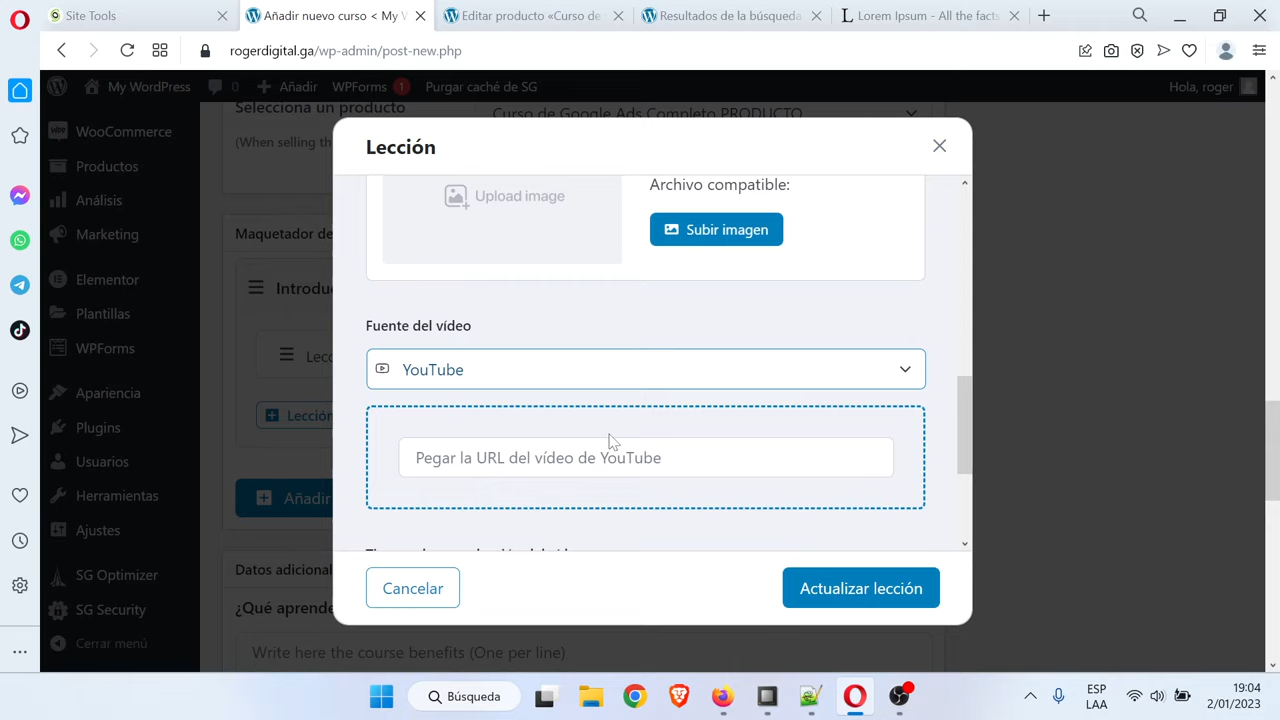 Site Tools
Añadir nuevo curso < My W
Editar producto «Curso de
Resultados de la búsqueda
Lorem Ipsum - All the facts
rogerdigital.ga/wp-admin/post-new.php
My WordPress
0
Añadir
WPForms
1
Purgar caché de SG
Hola, roger
WooCommerce
Productos
Análisis
Marketing
Elementor
Plantillas
WPForms
Apariencia
Plugins
Usuarios
Herramientas
Ajustes
SG Optimizer
SG Security
Cerrar menú
Selecciona un producto
Curso de Google Ads Completo PRODUCTO
(When selling the
Maquetador de
Introdu
Lecc
Lección
Añadir
Datos adicional
¿Qué aprende
Write here the course benefits (One per line)
Lección
Upload image
Archivo compatible:
Subir imagen
Fuente del vídeo
YouTube
Pegar la URL del vídeo de YouTube
Cancelar
Actualizar lección
Búsqueda
ESP
LAA
19:04
2/01/2023